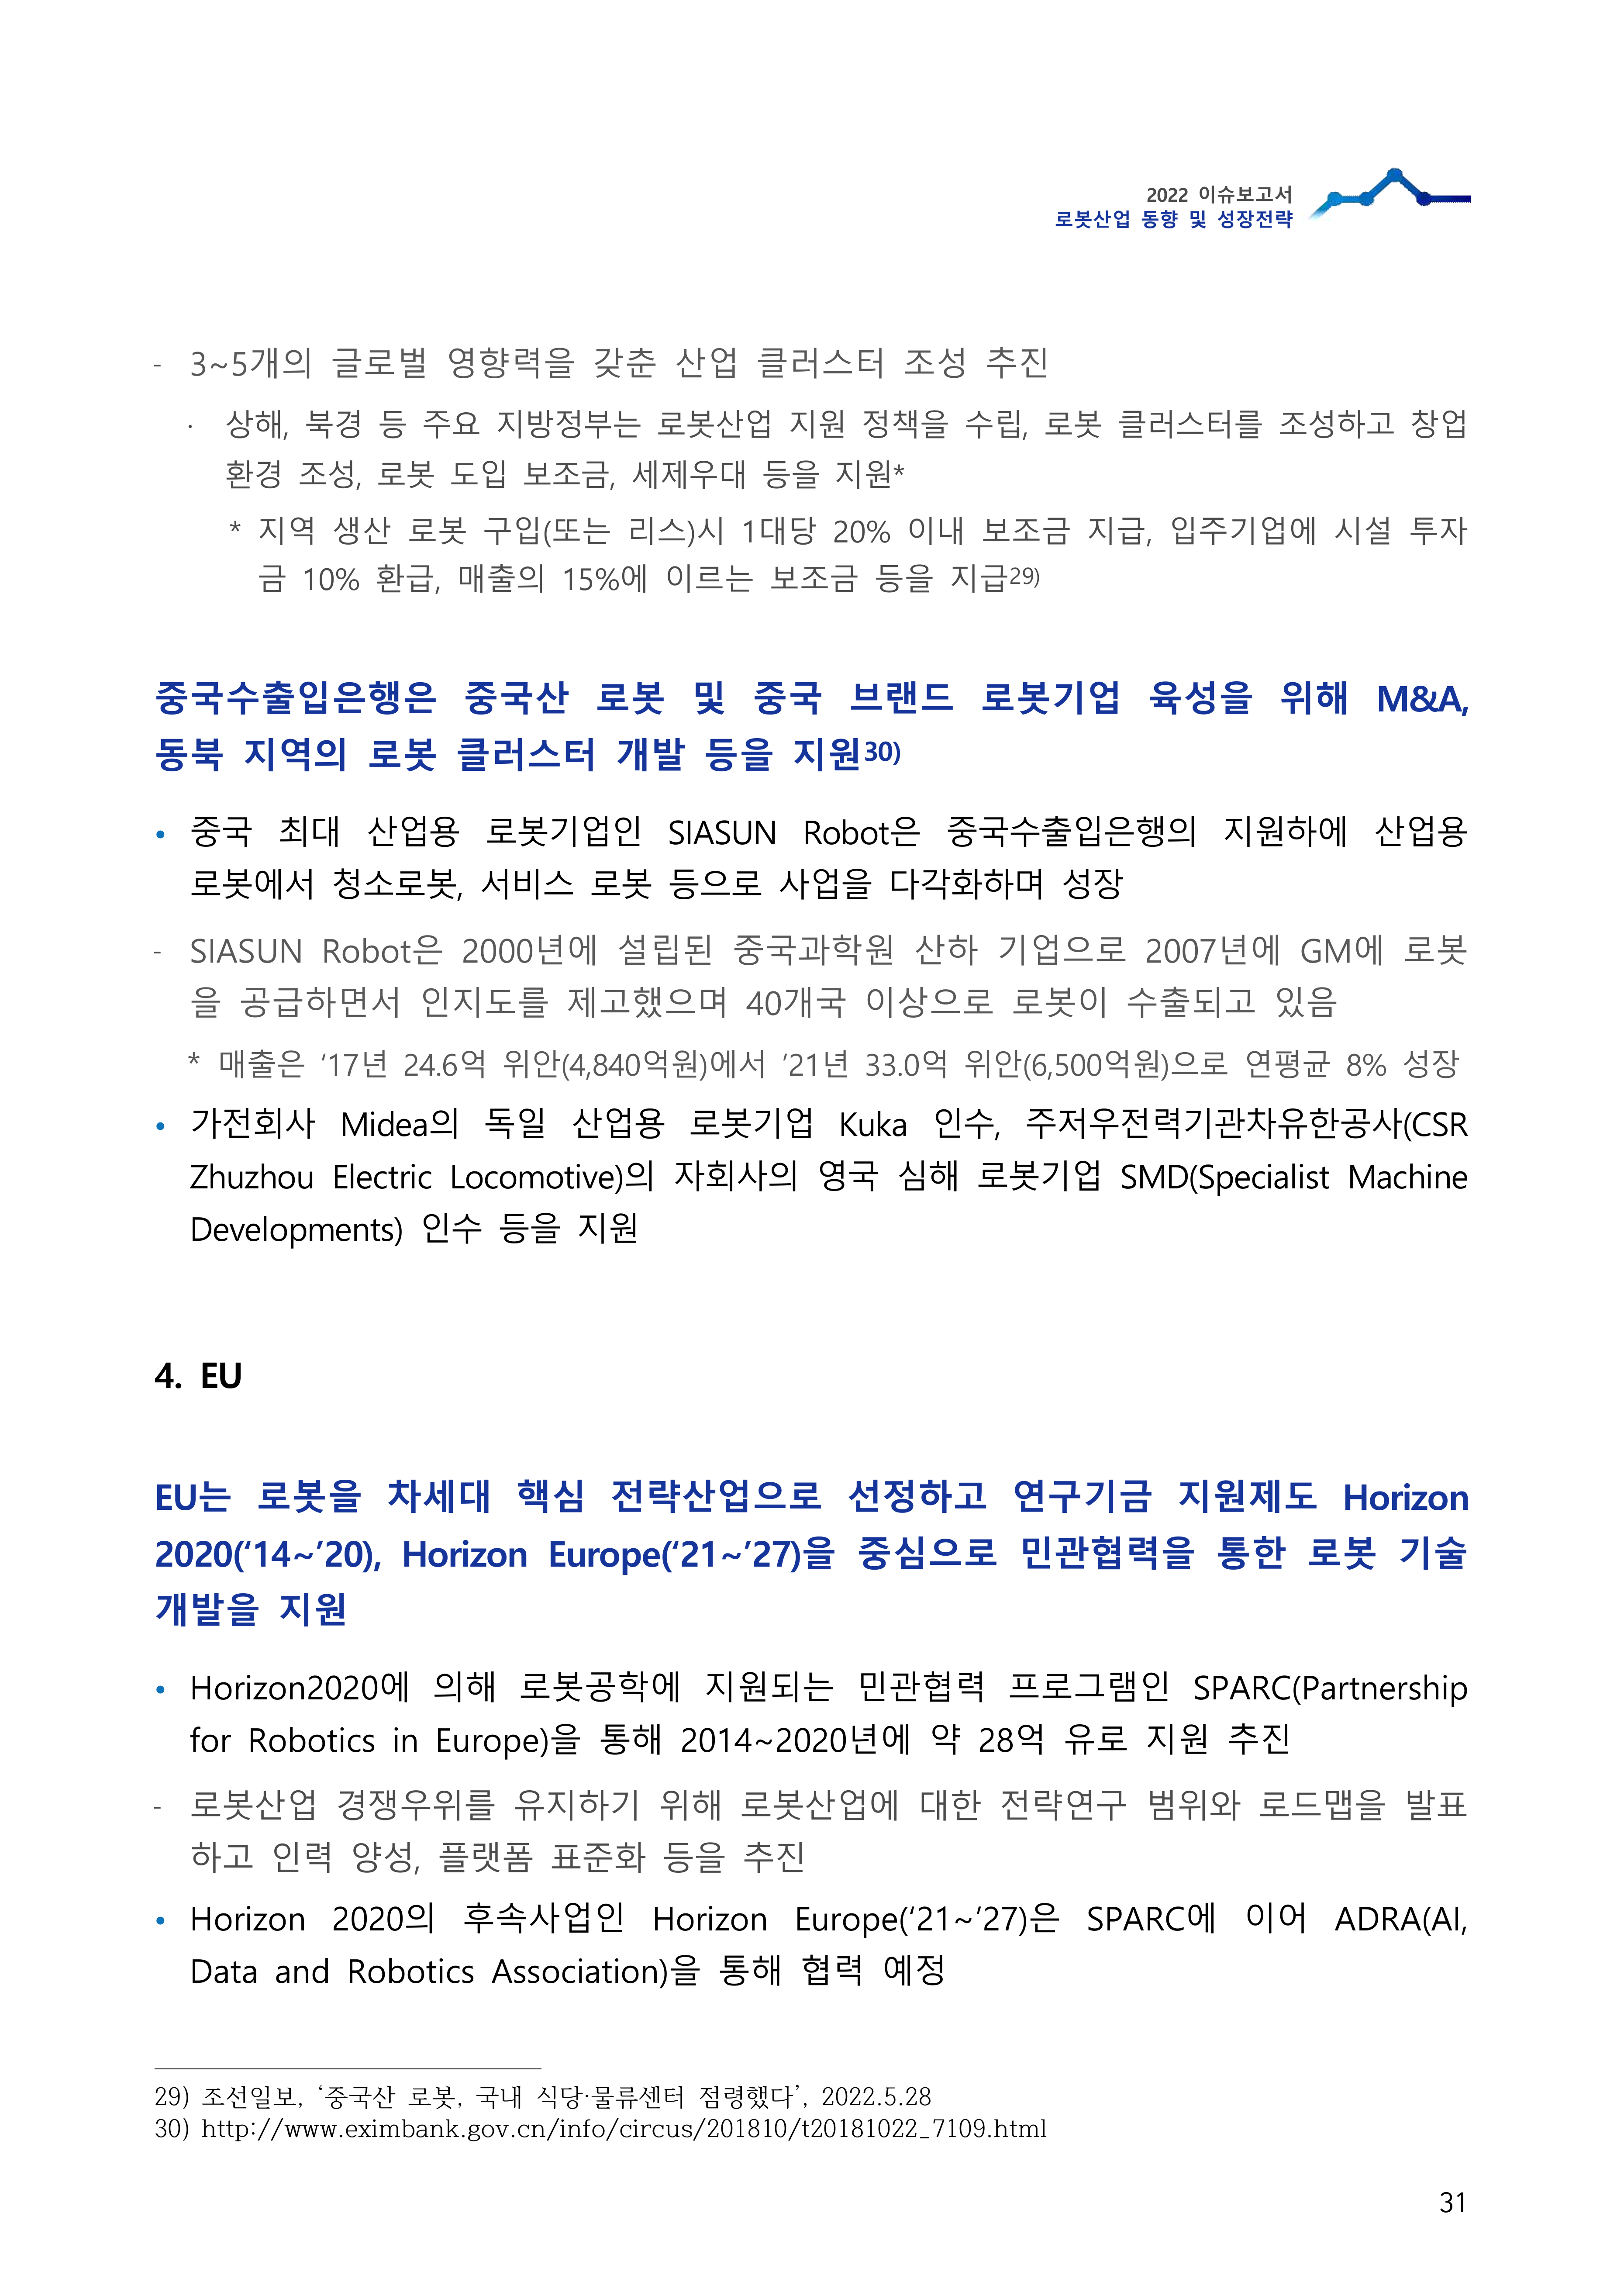 2022 이슈보고서
로봇산업 동향 및 성장전략
- 3~5개의 글로벌 영향력을 갖춘 산업 클러스터 조성 추진
· 상해, 북경 등 주요 지방정부는 로봇산업 지원 정책을 수립, 로봇 클러스터를 조성하고 창업
환경 조성, 로봇 도입 보조금, 세제우대 등을 지원*
* 지역 생산 로봇 구입(또는 리스)시 1대당 20% 이내 보조금 지급, 입주기업에 시설 투자
금 10% 환급, 매출의 15%에 이르는 보조금 등을 지급29)
중국수출입은행은 중국산 로봇 및 중국 브랜드 로봇기업 육성을 위해 M&A,
동북 지역의 로봇 클러스터 개발 등을 지원30)
• 중국 최대 산업용 로봇기업인 SIASUN Robot은 중국수출입은행의 지원하에 산업용
로봇에서 청소로봇, 서비스 로봇 등으로 사업을 다각화하며 성장
- SIASUN Robot은 2000년에 설립된 중국과학원 산하 기업으로 2007년에 GM에 로봇
을 공급하면서 인지도를 제고했으며 40개국 이상으로 로봇이 수출되고 있음
* 매출은 ‘17년 24.6억 위안(4,840억원)에서 ’21년 33.0억 위안(6,500억원)으로 연평균 8% 성장
• 가전회사 Midea의 독일 산업용 로봇기업 Kuka 인수, 주저우전력기관차유한공사(CSR
Zhuzhou Electric Locomotive)의 자회사의 영국 심해 로봇기업 SMD(Specialist Machine
Developments) 인수 등을 지원
4. EU
EU는 로봇을 차세대 핵심 전략산업으로 선정하고 연구기금 지원제도 Horizon
2020(‘14~’20), Horizon Europe(‘21~’27)을 중심으로 민관협력을 통한 로봇 기술
개발을 지원
• Horizon2020에 의해 로봇공학에 지원되는 민관협력 프로그램인 SPARC(Partnership
for Robotics in Europe)을 통해 2014~2020년에 약 28억 유로 지원 추진
- 로봇산업 경쟁우위를 유지하기 위해 로봇산업에 대한 전략연구 범위와 로드맵을 발표
하고 인력 양성, 플랫폼 표준화 등을 추진
• Horizon 2020의 후속사업인 Horizon Europe(‘21~’27)은 SPARC에 이어 ADRA(AI,
Data and Robotics Association)을 통해 협력 예정
29) 조선일보, ‘중국산 로봇, 국내 식당·물류센터 점령했다’, 2022.5.28
30) http://www.eximbank.gov.cn/info/circus/201810/t20181022_7109.html
31